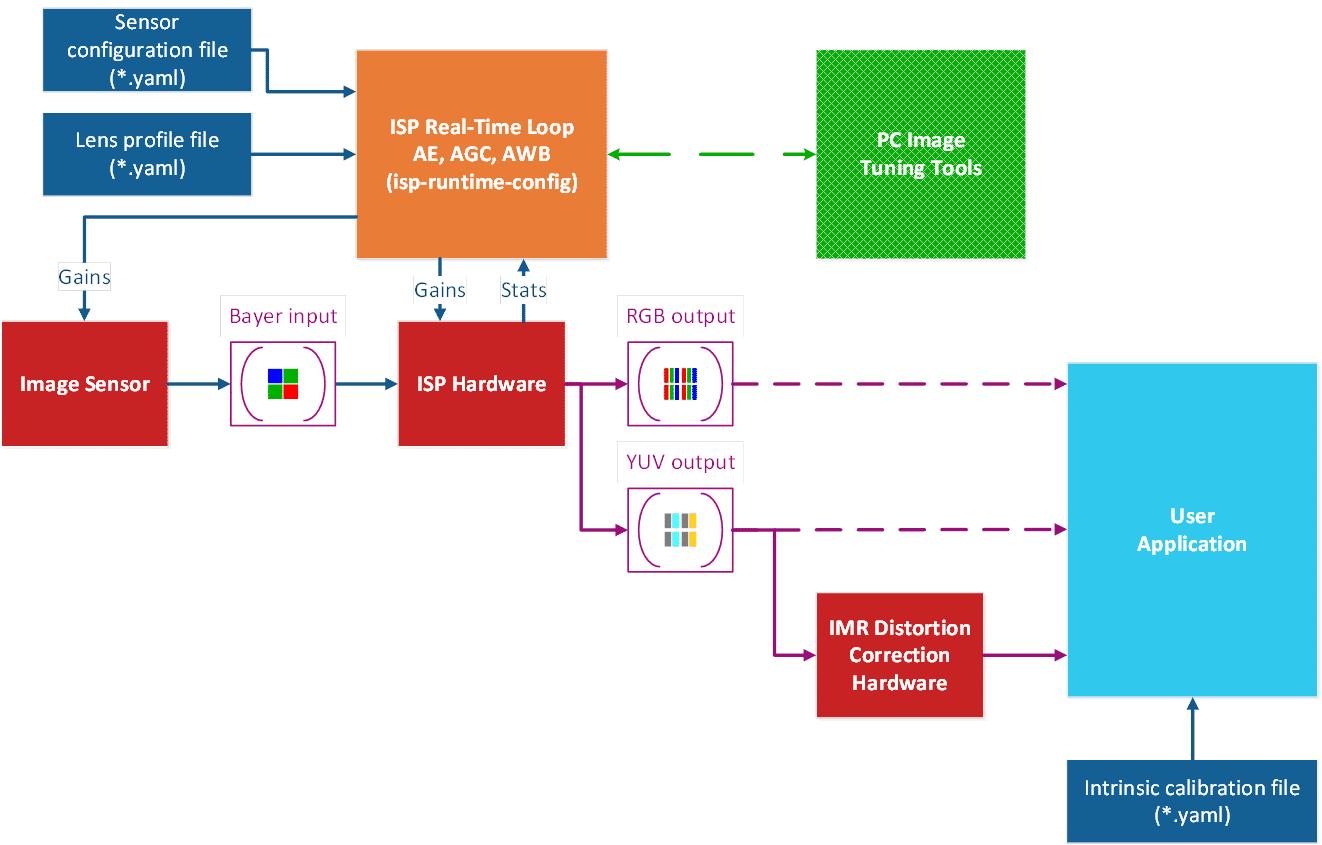 Sensor
configuration file
(*.yaml)
Lens profile file
(*.yaml)
ISP Real-Time Loop
AE, AGC, AWB
(isp-runtime-config)
PC Image
Tuning Tools
Gains
Gains
Stats
Bayer input
RGB output
Image Sensor
ISP Hardware
YUV output
User
Application
IMR Distortion
Correction
Hardware
Intrinsic calibration file
(*.yaml)